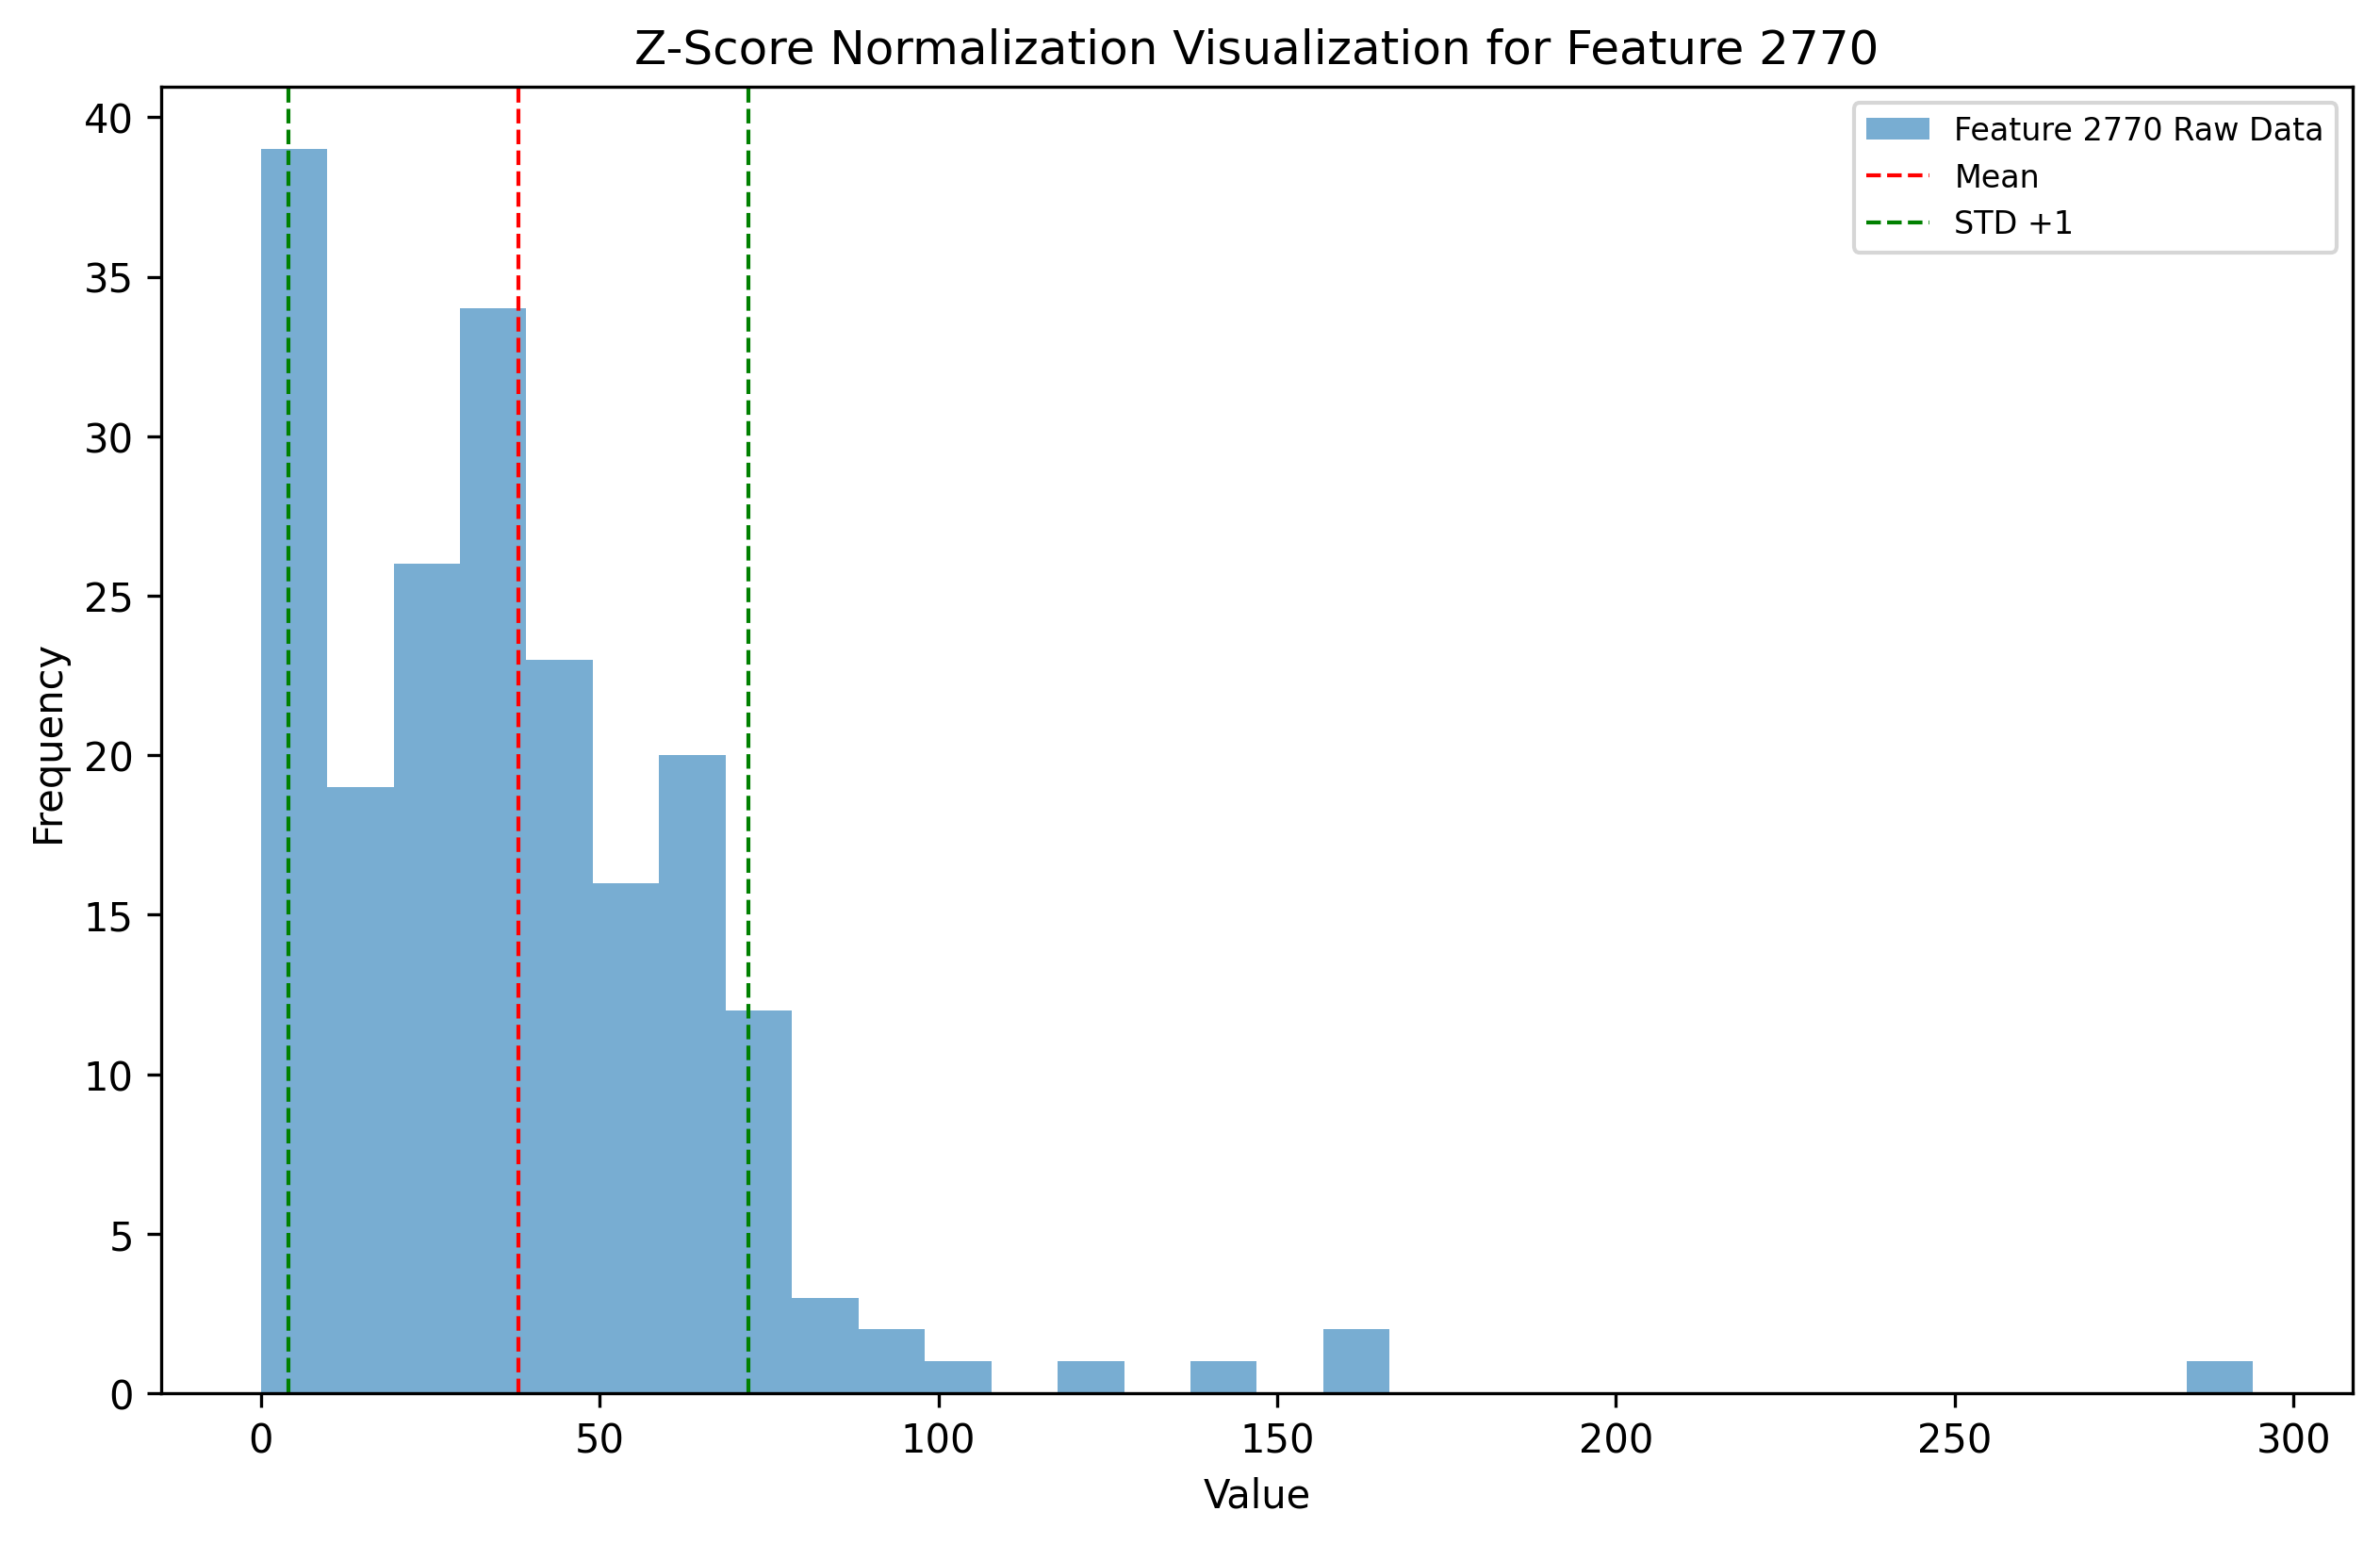 Z-Score Normalization Visualization for Feature 2770
Feature 2770 Raw Data
Mean
STD +1
40
35
30
25
20
15
10
5
0
Frequency
0 50 100 150 200 250 300
Value